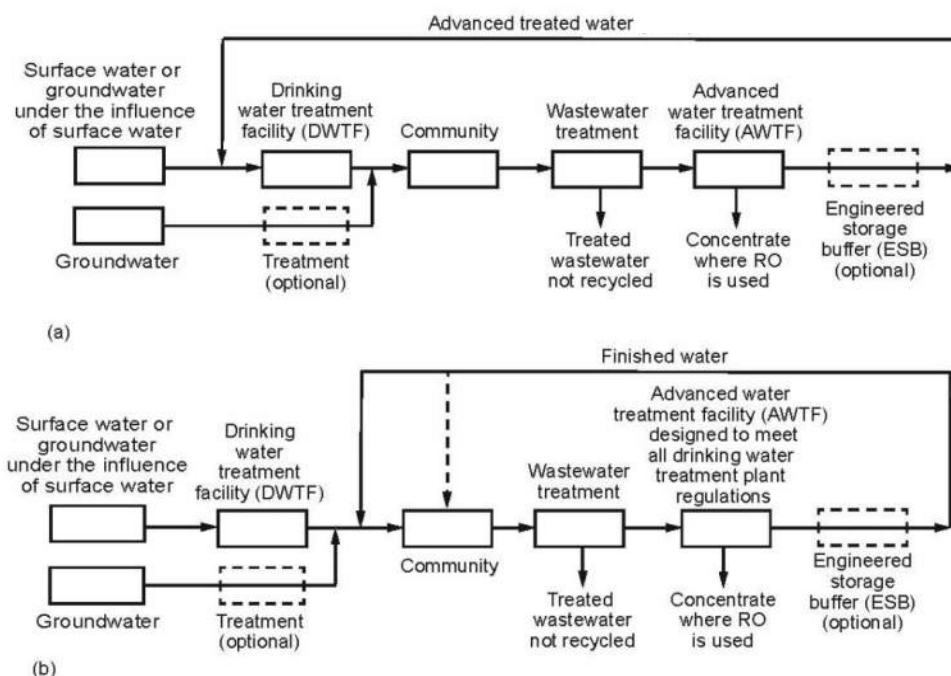 Advanced treated water
Surface water or
groundwater
under the influence
of surface water
Drinking
water treatment
facility (DWTF)
Community
Wastewater
treatment
Advanced
water treatment
facility (AWTF)
Groundwater
Treatment
(optional)
Treated
wastewater
not recycled
Concentrate
where RO
is used
Engineered
storage
buffer (ESB)
(optional)
(a)
Finished water
Surface water or
groundwater
under the influence
of surface water
Drinking
water
treatment
facility (DWTF)
Wastewater
treatment
Advanced water
treatment facility (AWTF)
designed to meet
all drinking water
treatment plant
regulations
Community
Groundwater
Treatment
(optional)
Treated
wastewater
not recycled
Concentrate
where RO
is used
Engineered
storage
buffer (ESB)
(optional)
(b)